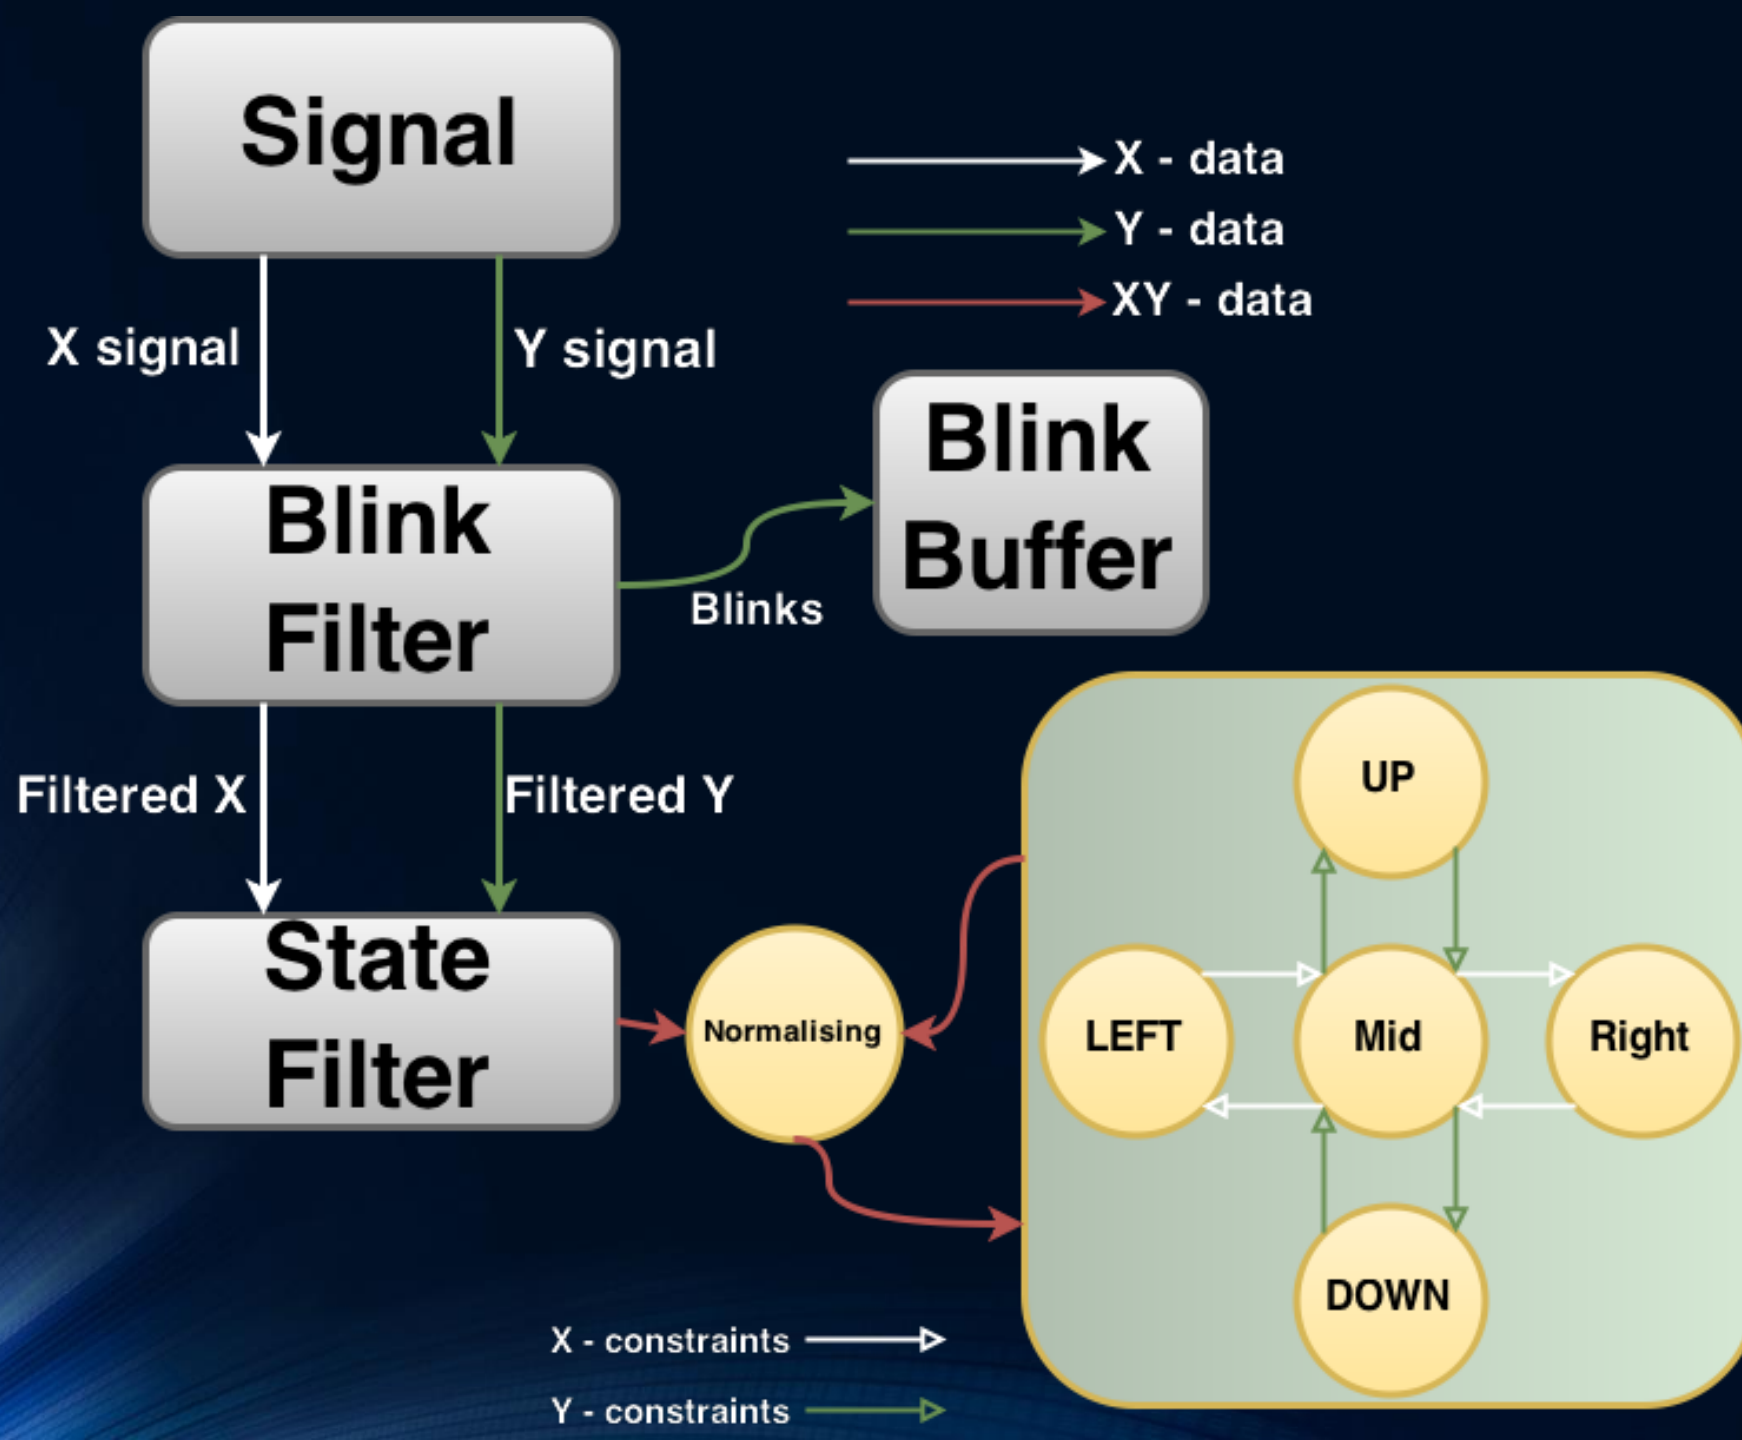 Signal
X - data
Y - data
XY - data
X signal
Y signal
Blink
Buffer
Blink
Filter
Blinks
Filtered X
Filtered Y
UP
State
Filter
Normalising
LEFT
Mid
Right
DOWN
X - constraints
Y - constraints